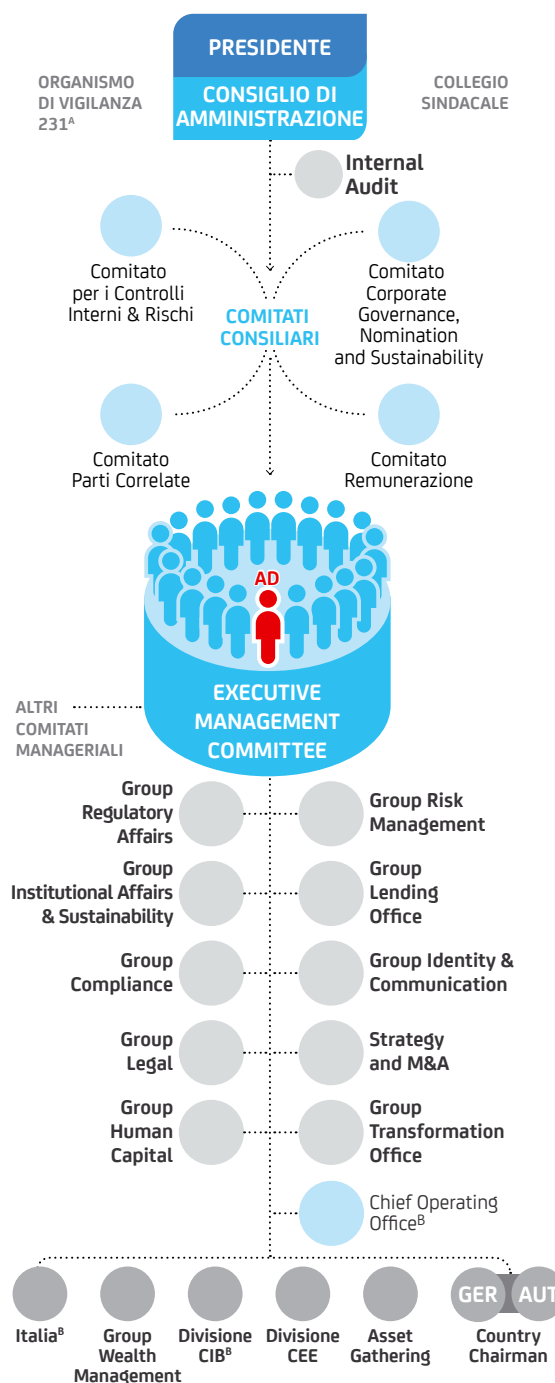 PRESIDENTE
CONSIGLIO DI
AMMINISTRAZIONE
ORGANISMO
DI VIGILANZA
231ᴬ
COLLEGIO
SINDACALE
Internal
Audit
Comitato
per i Controlli
Interni & Rischi
Comitato
Corporate
Governance,
Nomination
and Sustainability
COMITATI
CONSILIARI
Comitato
Parti Correlate
Comitato
Remunerazione
AD
EXECUTIVE
MANAGEMENT
COMMITTEE
ALTRI
COMITATI
MANAGERIALI
Group
Regulatory
Affairs
Group Risk
Management
Group
Institutional Affairs
& Sustainability
Group
Lending
Office
Group
Compliance
Group Identity &
Communication
Group
Legal
Strategy
and M&A
Group
Human
Capital
Group
Transformation
Office
Chief Operating
Officeᴮ
Italiaᴮ
Group
Wealth
Management
Divisione
CIBᴮ
Divisione
CEE
Asset
Gathering
GER AUT
Country
Chairman